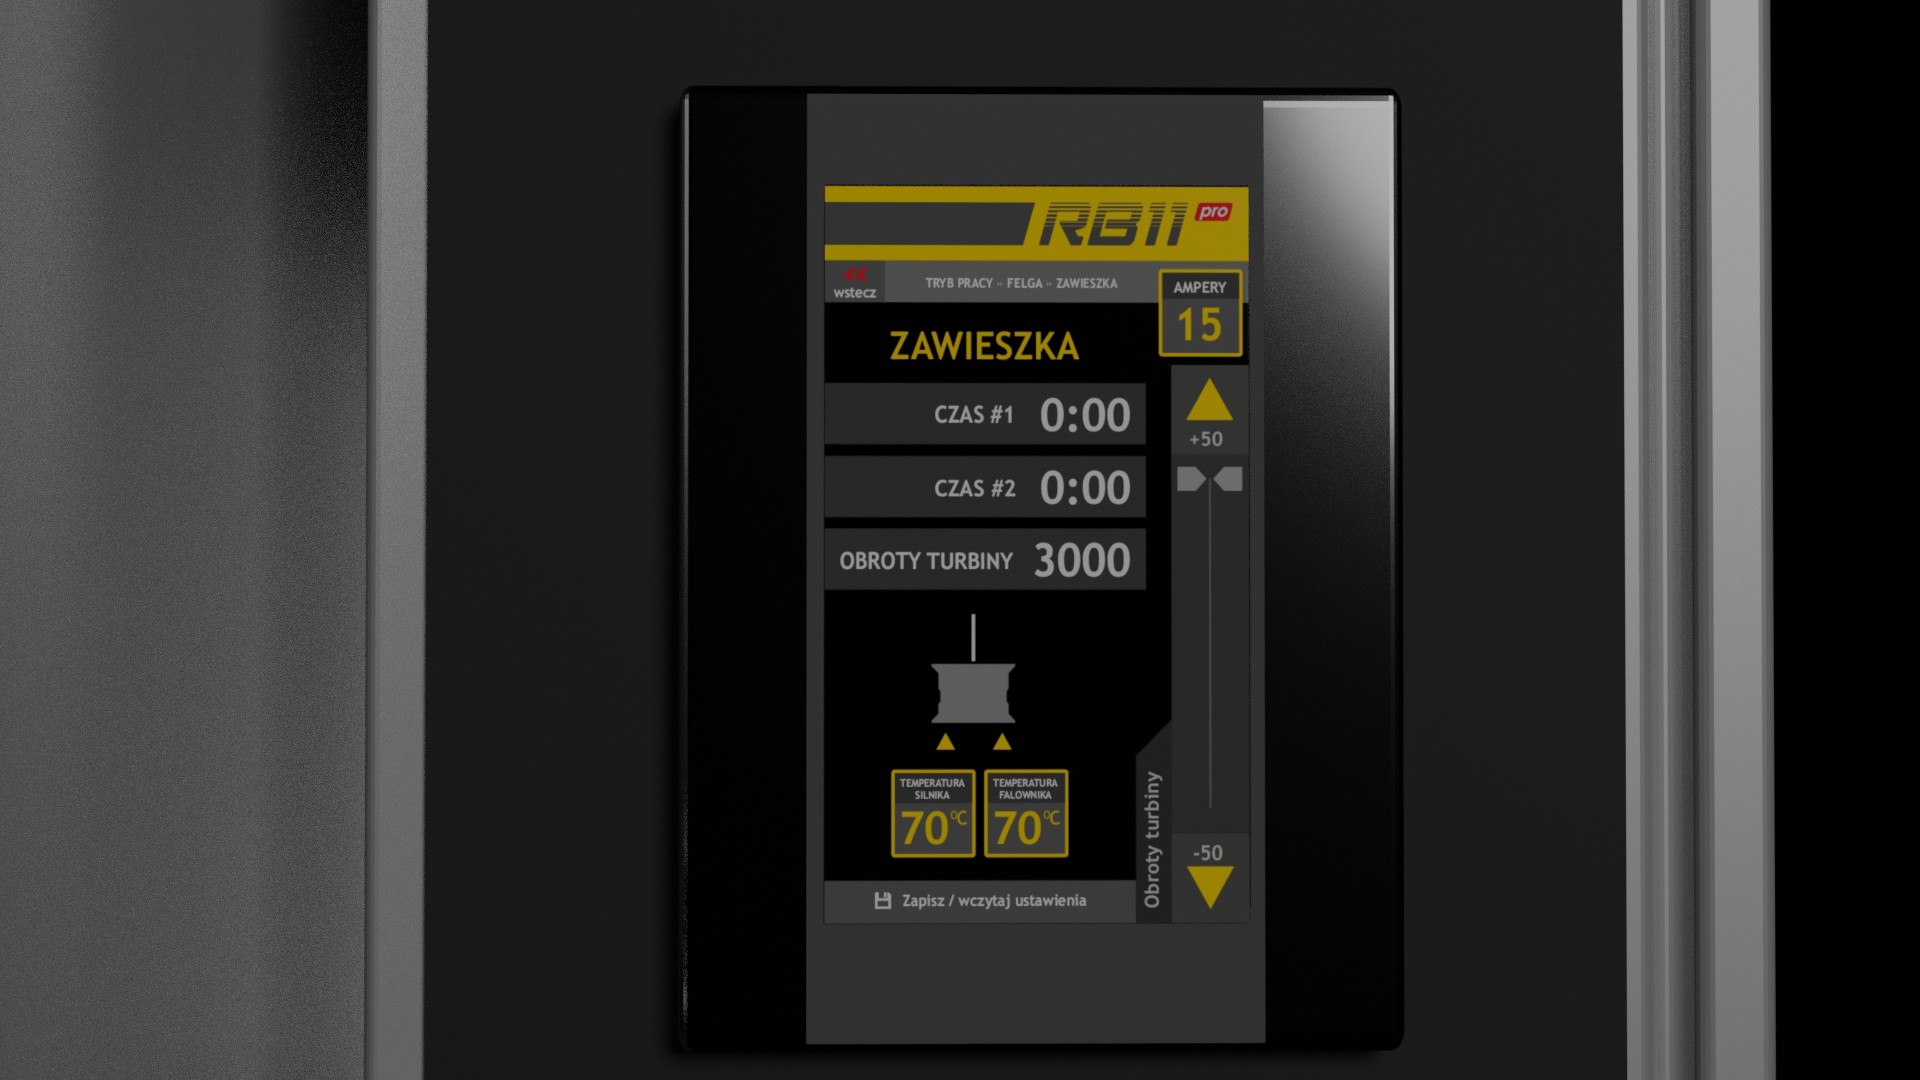 RB11 pro
wstecz
TRYB PRACY » FELGA » ZAWIESZKA
AMPERY
15
ZAWIESZKA
CZAS #1 0:00
+50
CZAS #2 0:00
OBROTY TURBINY 3000
TEMPERATURA
SILNIKA
70°C
TEMPERATURA
FALOWNIKA
70°C
Obroty turbiny
-50
Zapisz / wczytaj ustawienia